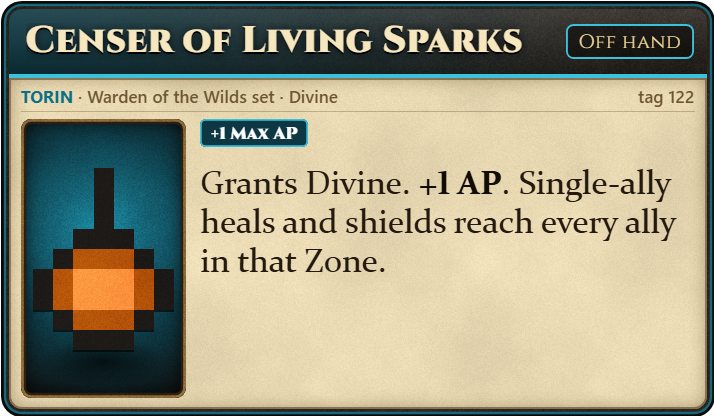 Censer of Living Sparks
Off hand
TORIN · Warden of the Wilds set · Divine
tag 122
+1 Max AP
Grants Divine. +1 AP. Single-ally
heals and shields reach every ally
in that Zone.